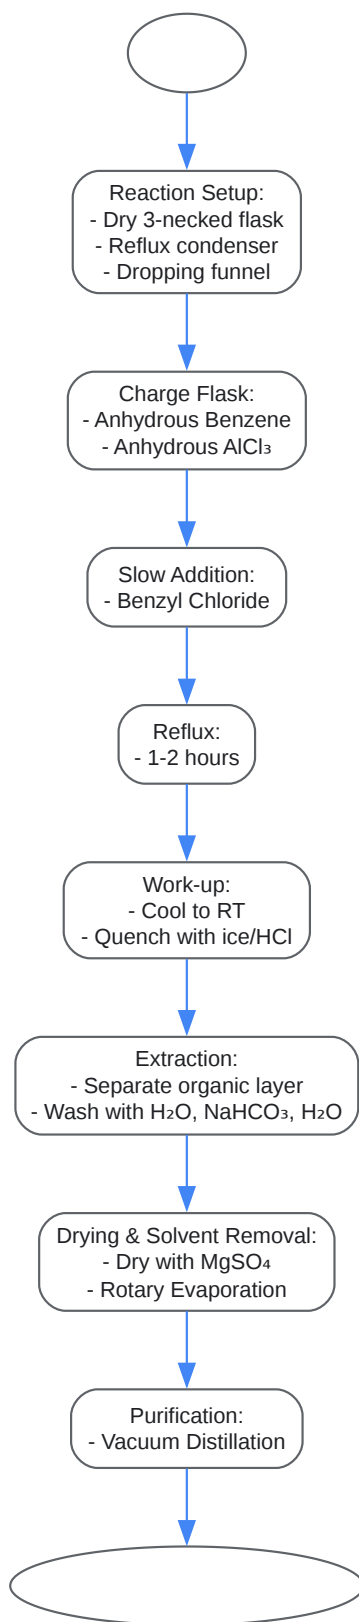 Reaction Setup:
- Dry 3-necked flask
- Reflux condenser
- Dropping funnel
Charge Flask:
- Anhydrous Benzene
- Anhydrous AlCl₃
Slow Addition:
- Benzyl Chloride
Reflux:
- 1-2 hours
Work-up:
- Cool to RT
- Quench with ice/HCl
Extraction:
- Separate organic layer
- Wash with H₂O, NaHCO₃, H₂O
Drying & Solvent Removal:
- Dry with MgSO₄
- Rotary Evaporation
Purification:
- Vacuum Distillation